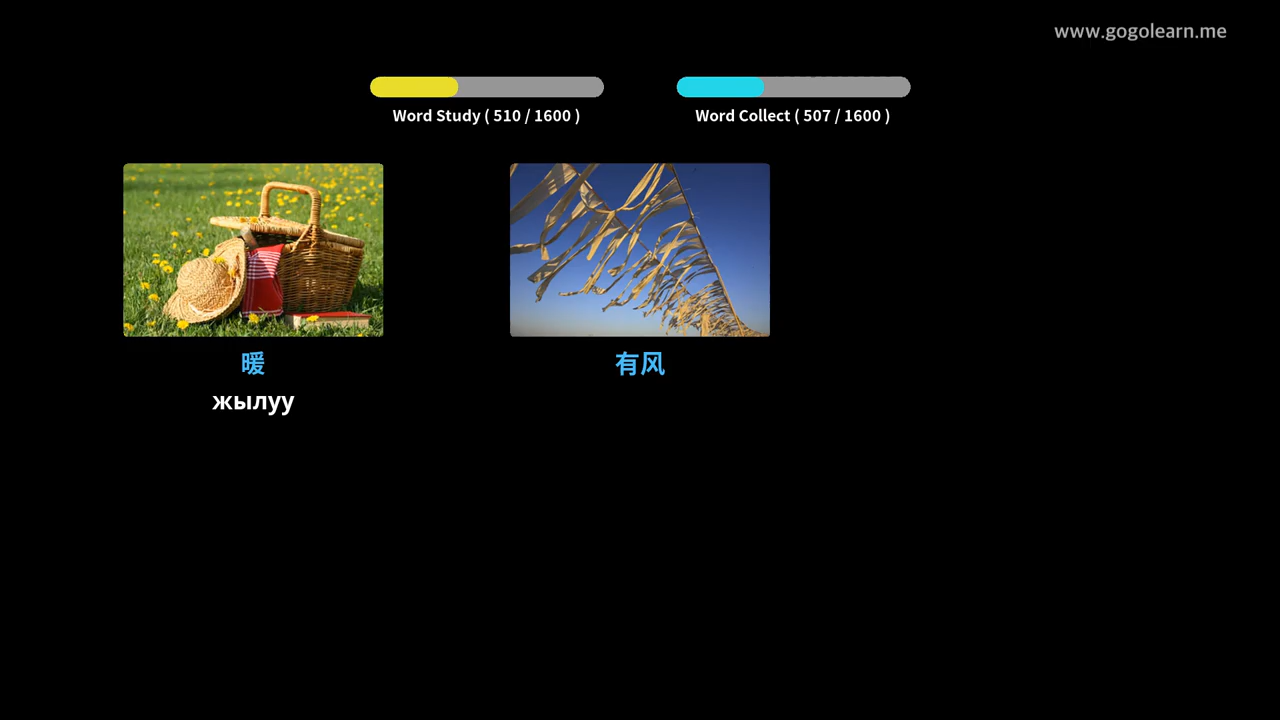 www.gogolearn.me
Word Study ( 510 / 1600 )
Word Collect ( 507 / 1600 )
暖
жылуу
有风